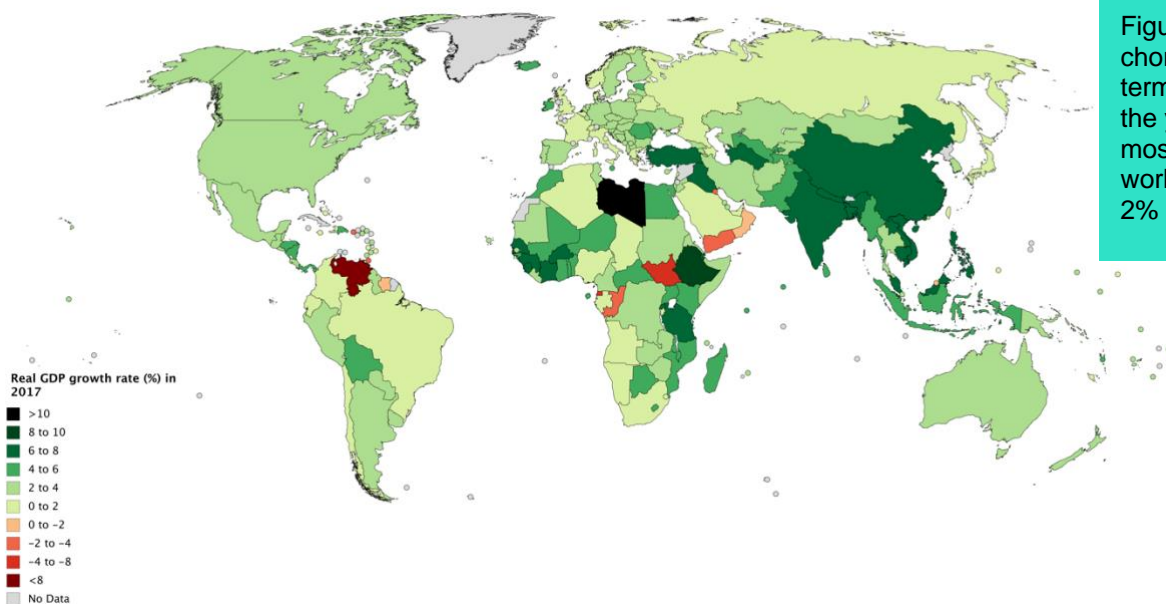 Real GDP growth rate (%) in
2017
>10
8 to 10
6 to 8
4 to 6
2 to 4
0 to 2
0 to -2
-2 to -4
-4 to -8
<8
No Data
Figu
chor
term
the
mos
worl
2%